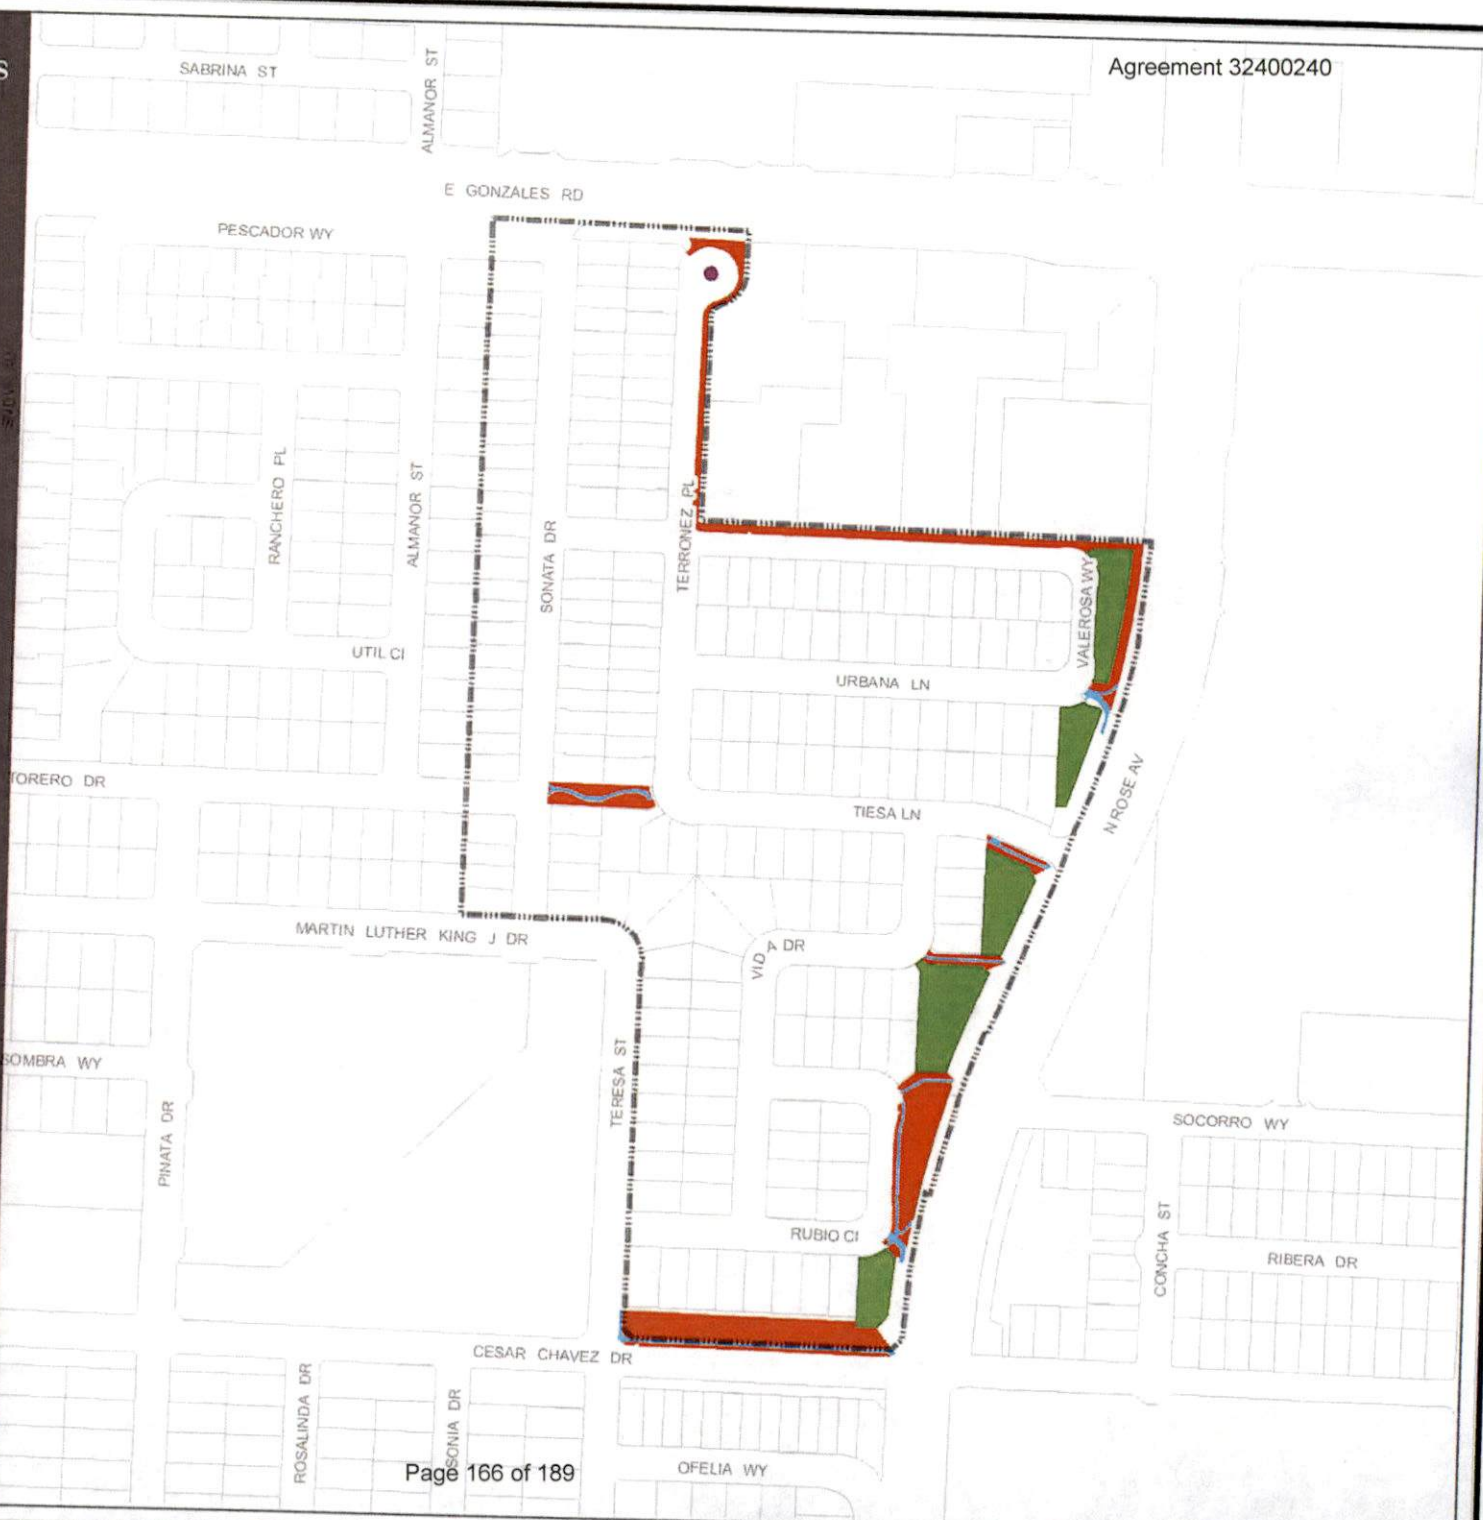 S
Agreement 32400240
SABRINA ST
ALMANOR ST
E GONZALES RD
PESCADOR WY
RANCHERO PL
ALMANOR ST
SONATA DR
TERRONEZ PL
VALEROSA WY
UTIL CI
URBANA LN
TORERO DR
TIESA LN
N ROSE AV
MARTIN LUTHER KING J DR
VIDA DR
SOMBRA WY
TERESA ST
PINATA DR
SOCORRO WY
RUBIO CI
CONCHA ST
RIBERA DR
CESAR CHAVEZ DR
ROSALINDA DR
SONIA DR
OFELIA WY
Page 166 of 189